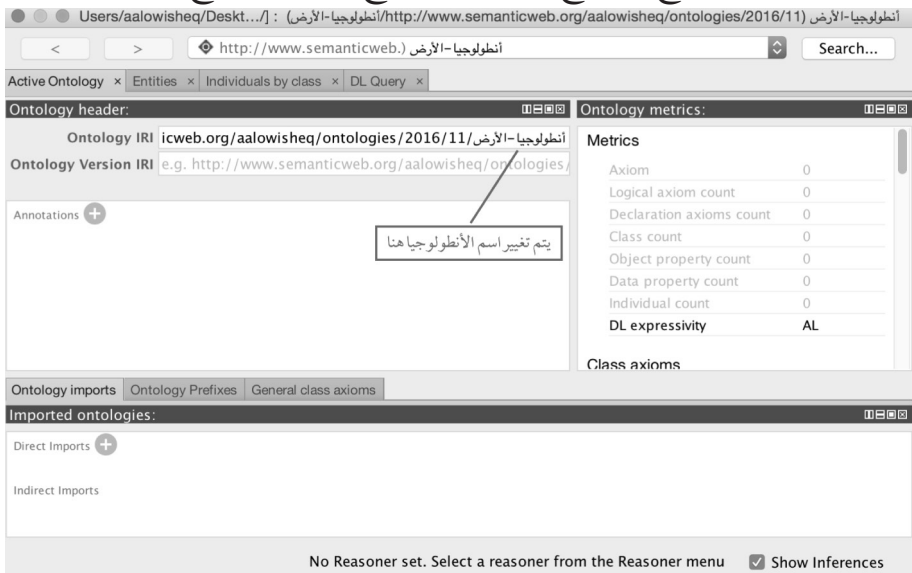 أنطولوجيا-الأرض (http://www.semanticweb.org/aalowisheq/ontologies/2016/11/أنطولوجيا-الأرض) : [/...Users/aalowisheq/Deskt
< > http://www.semanticweb.) أنطولوجيا-الأرض Search...
Active Ontology × Entities × Individuals by class × DL Query ×
Ontology header:
Ontology IRI icweb.org/aalowisheq/ontologies/2016/11/أنطولوجيا-الأرض
Ontology Version IRI e.g. http://www.semanticweb.org/aalowisheq/ontologies/
Annotations
يتم تغيير اسم الأنطولوجيا هنا
Ontology metrics:
Metrics
Axiom 0
Logical axiom count 0
Declaration axioms count 0
Class count 0
Object property count 0
Data property count 0
Individual count 0
DL expressivity AL
Class axioms
Ontology imports Ontology Prefixes General class axioms
Imported ontologies:
Direct Imports
Indirect Imports
No Reasoner set. Select a reasoner from the Reasoner menu Show Inferences